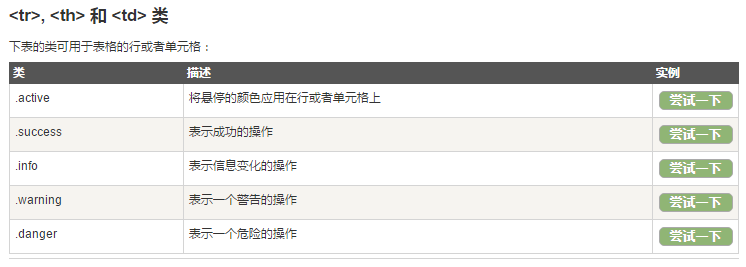 <tr>, <th> 和 <td> 类
下表的类可用于表格的行或者单元格：
类 描述 实例
.active 将悬停的颜色应用在行或者单元格上 尝试一下
.success 表示成功的操作 尝试一下
.info 表示信息变化的操作 尝试一下
.warning 表示一个警告的操作 尝试一下
.danger 表示一个危险的操作 尝试一下